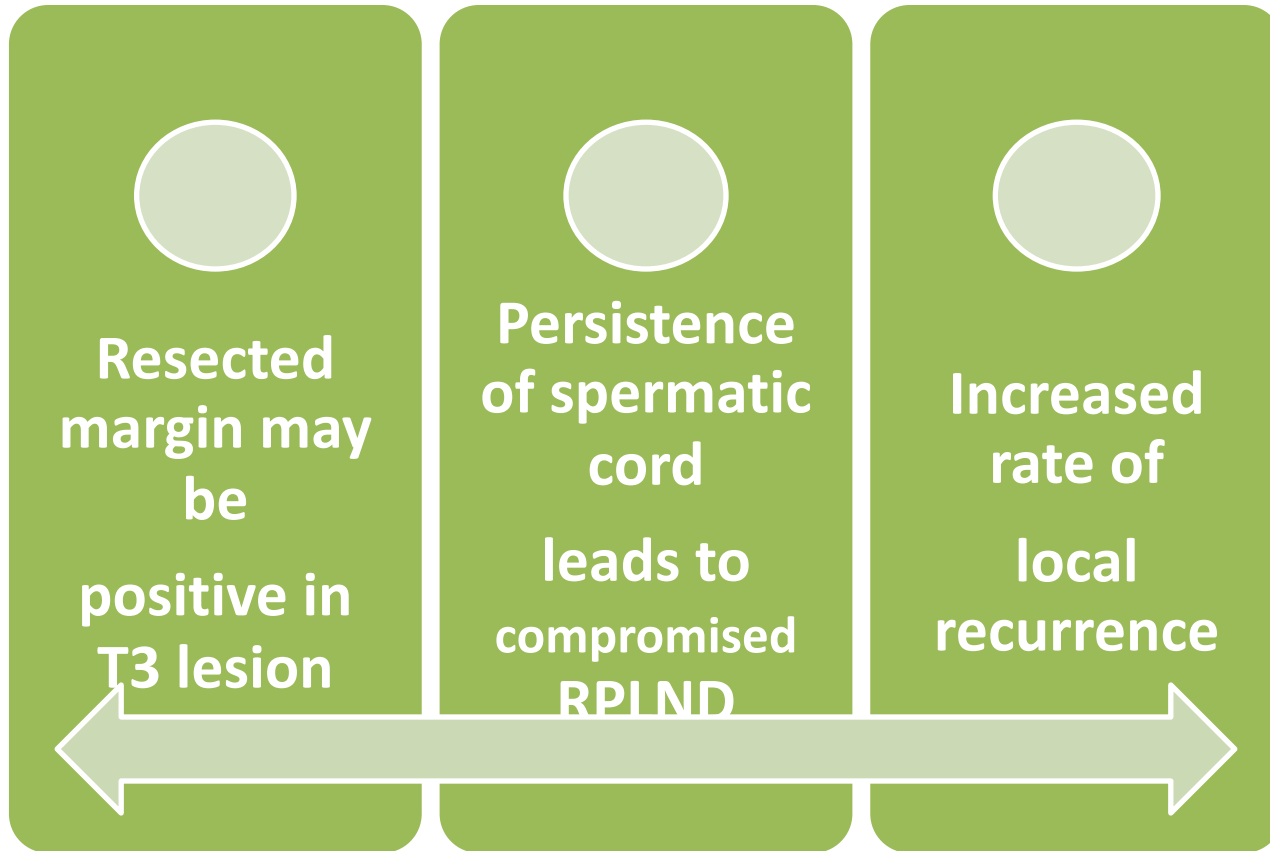 Resected
margin may
be
positive in
T3 lesion
Persistence
of spermatic
cord
leads to
compromised
RPLND
Increased
rate of
local
recurrence